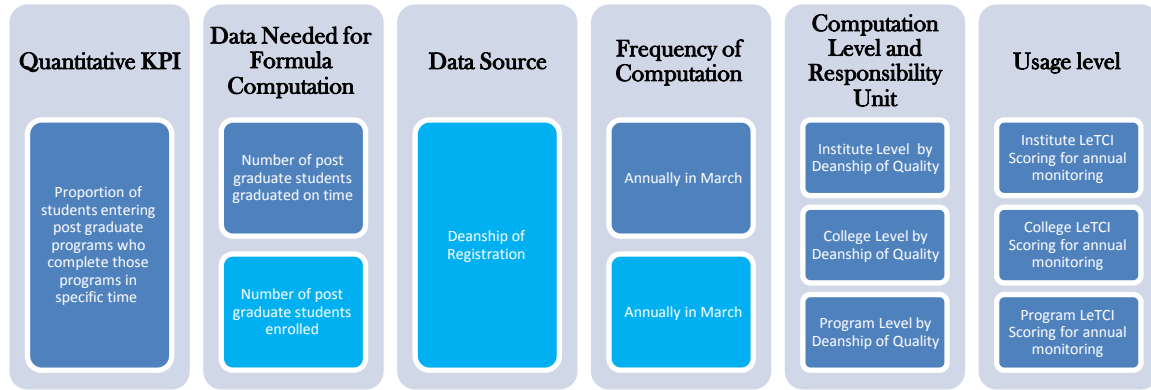 Quantitative KPI
Proportion of
students entering
post graduate
programs who
complete those
programs in
specific time
Data Needed for
Formula
Computation
Number of post
graduate students
graduated on time
Number of post
graduate students
enrolled
Data Source
Deanship of
Registration
Frequency of
Computation
Annually in March
Annually in March
Computation
Level and
Responsibility
Unit
Institute Level by
Deanship of Quality
College Level by
Deanship of Quality
Program Level by
Deanship of Quality
Usage level
Institute LeTCI
Scoring for annual
monitoring
College LeTCI
Scoring for annual
monitoring
Program LeTCI
Scoring for annual
monitoring